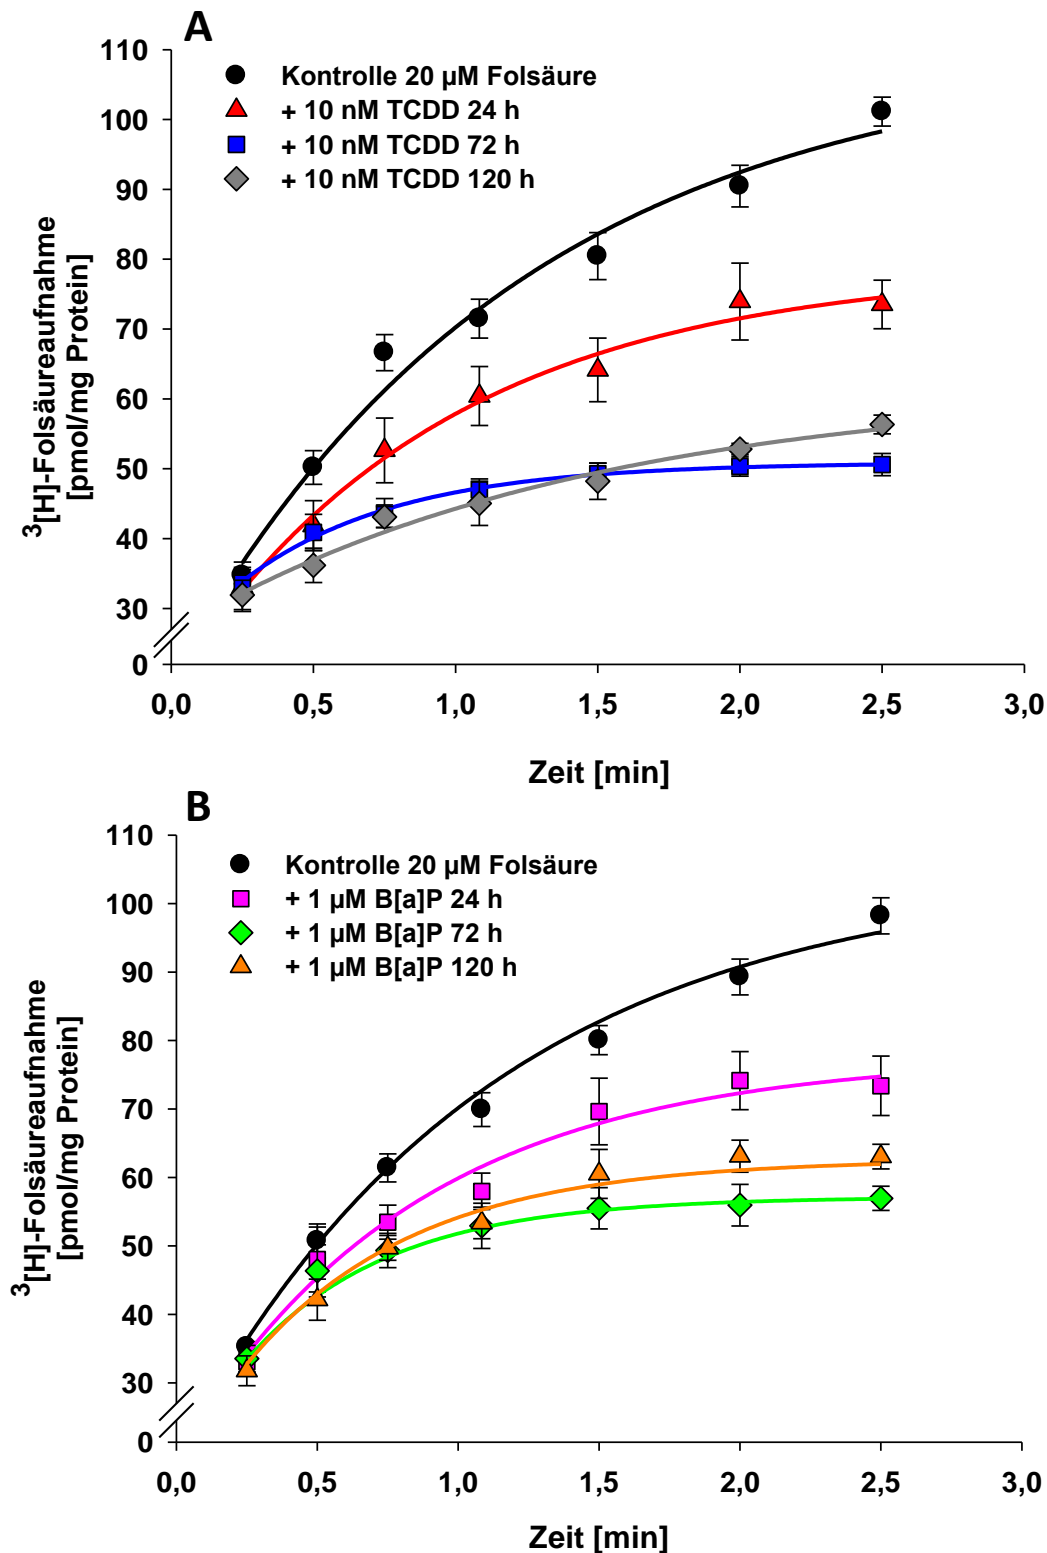 A
110
100
90
80
70
60
50
40
30
0
Kontrolle 20 µM Folsäure
+ 10 nM TCDD 24 h
+ 10 nM TCDD 72 h
+ 10 nM TCDD 120 h
³[H]-Folsäureaufnahme
[pmol/mg Protein]
0,0 0,5 1,0 1,5 2,0 2,5 3,0
Zeit [min]
B
110
100
90
80
70
60
50
40
30
0
Kontrolle 20 µM Folsäure
+ 1 µM B[a]P 24 h
+ 1 µM B[a]P 72 h
+ 1 µM B[a]P 120 h
³[H]-Folsäureaufnahme
[pmol/mg Protein]
0,0 0,5 1,0 1,5 2,0 2,5 3,0
Zeit [min]